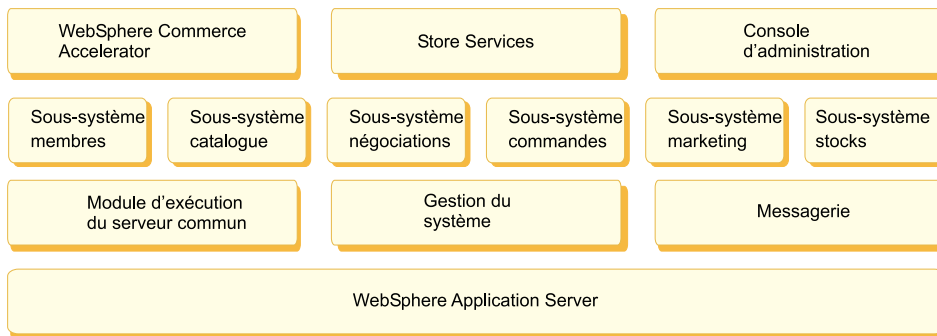 WebSphere Commerce
Accelerator
Store Services
Console
d'administration
Sous-système
membres
Sous-système
catalogue
Sous-système
négociations
Sous-système
commandes
Sous-système
marketing
Sous-système
stocks
Module d'exécution
du serveur commun
Gestion du
système
Messagerie
WebSphere Application Server